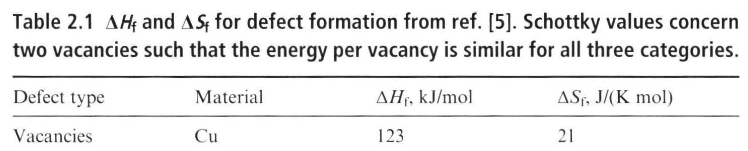 Table 2.1 ΔHf and ΔSf for defect formation from ref. [5]. Schottky values concern
two vacancies such that the energy per vacancy is similar for all three categories.
Defect type Material ΔHf, kJ/mol ΔSf, J/(K mol)
Vacancies Cu 123 21